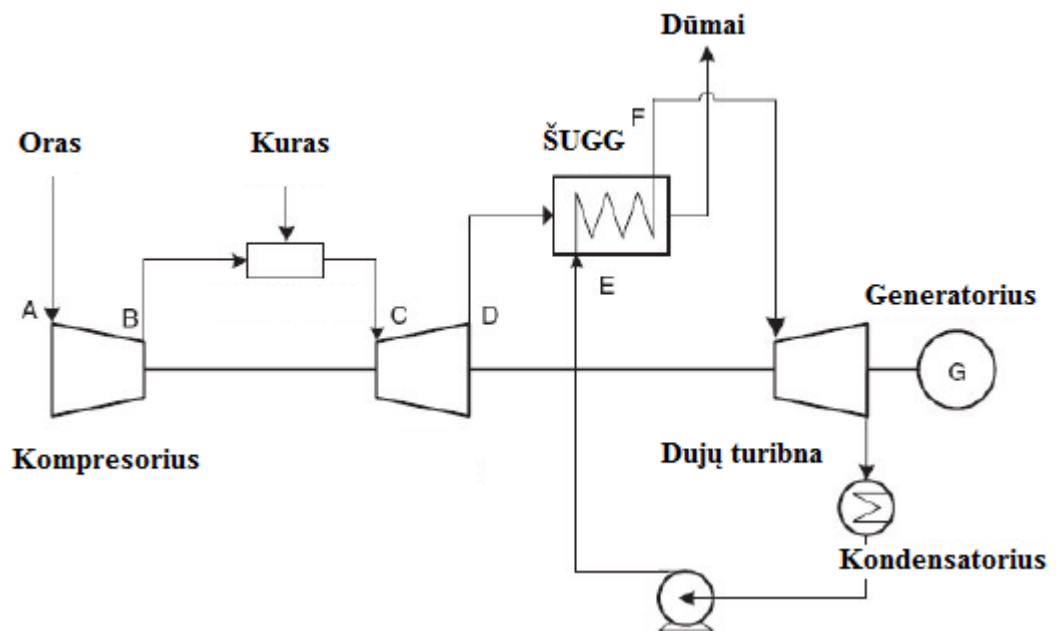 Dūmai
F
Oras
Kuras
ŠUGG
E
A
B
C
D
Generatorius
G
Kompresorius
Dujų turibna
Kondensatorius